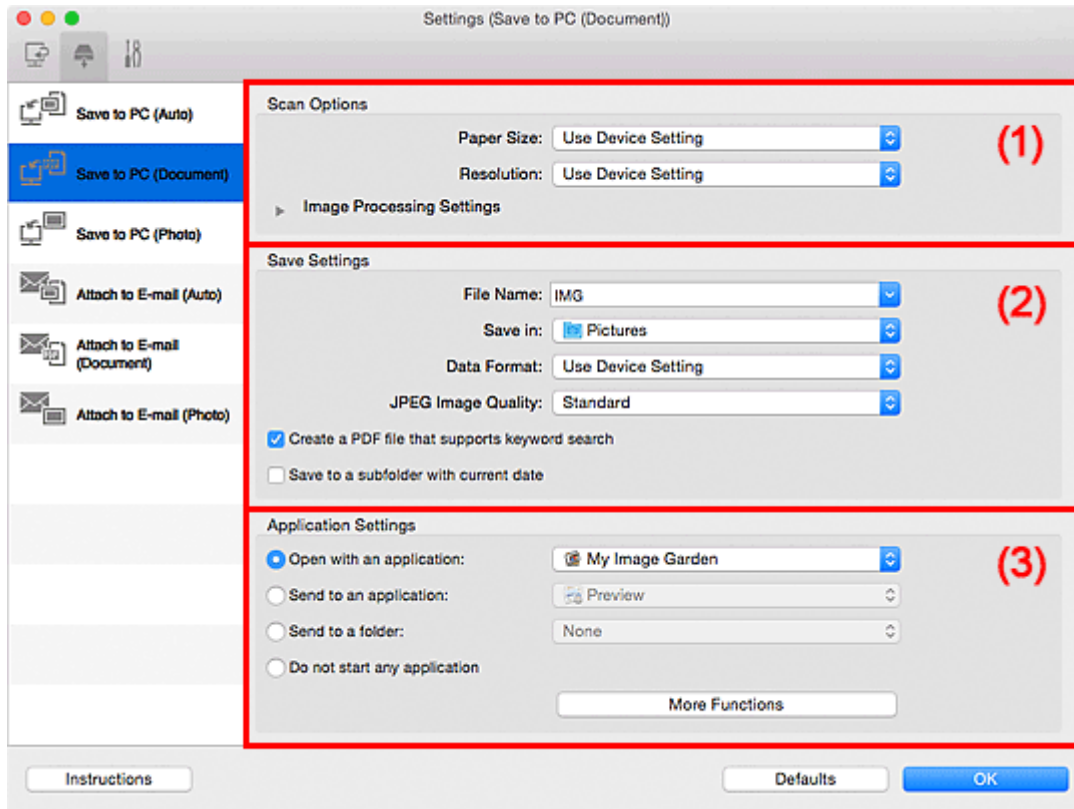 Settings (Save to PC (Document))
Save to PC (Auto)
Save to PC (Document)
Save to PC (Photo)
Attach to E-mail (Auto)
Attach to E-mail
(Document)
Attach to E-mail (Photo)
Scan Options
(1)
Paper Size: Use Device Setting
Resolution: Use Device Setting
Image Processing Settings
Save Settings
(2)
File Name: IMG
Save in: Pictures
Data Format: Use Device Setting
JPEG Image Quality: Standard
Create a PDF file that supports keyword search
Save to a subfolder with current date
Application Settings
(3)
Open with an application: My Image Garden
Send to an application: Preview
Send to a folder: None
Do not start any application
More Functions
Instructions
Defaults
OK